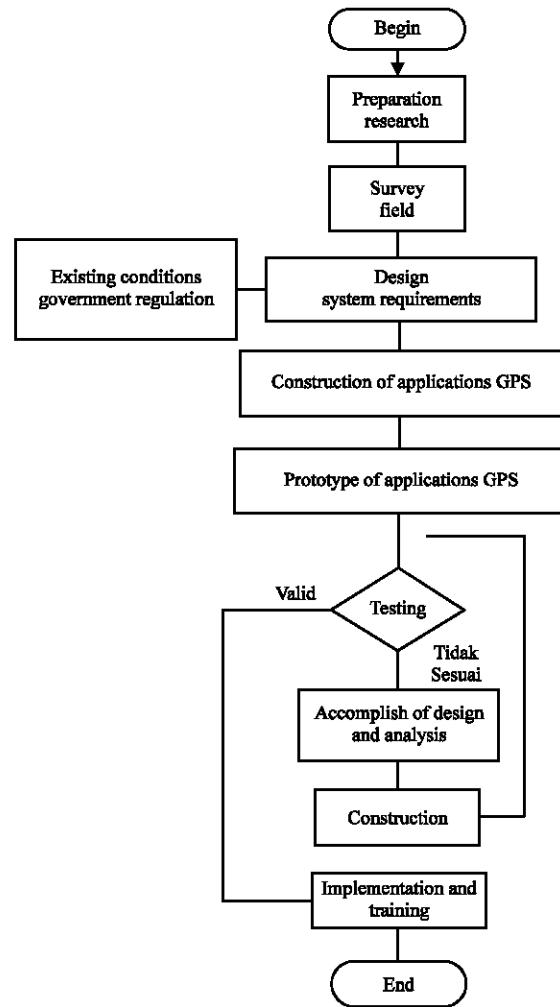 Begin
Preparation
research
Survey
field
Existing conditions
government regulation
Design
system requirements
Construction of applications GPS
Prototype of applications GPS
Valid
Testing
Tidak
Sesuai
Accomplish of design
and analysis
Construction
Implementation and
training
End